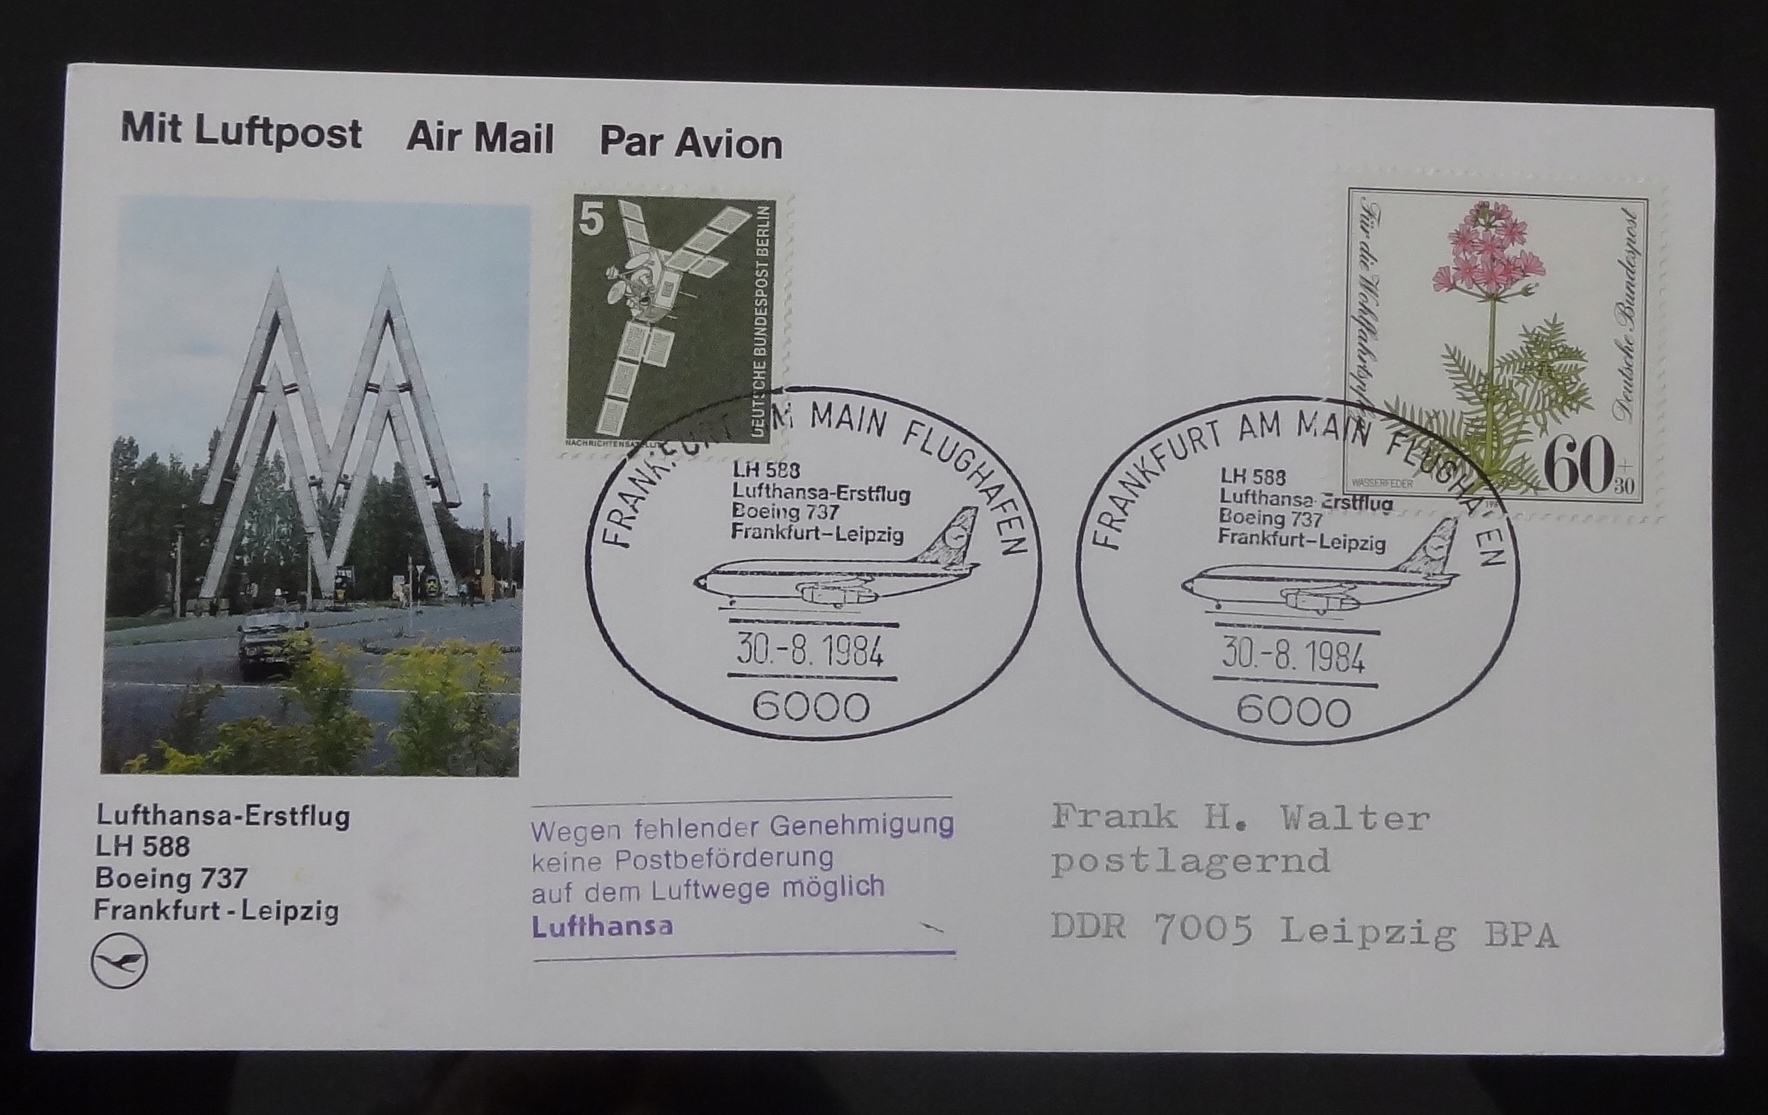 Mit Luftpost Air Mail Par Avion
5
DEUTSCHE BUNDESPOST BERLIN
NACHRICHTENSATELLIT
Für die Wohlfahrtspflege
Deutsche Bundespost
60 + 30
WASSERFEDER
FRANKFURT AM MAIN FLUGHAFEN
LH 588
Lufthansa-Erstflug
Boeing 737
Frankfurt-Leipzig
30.-8. 1984
6000
FRANKFURT AM MAIN FLUGHAFEN
LH 588
Lufthansa-Erstflug
Boeing 737
Frankfurt-Leipzig
30.-8. 1984
6000
Lufthansa-Erstflug
LH 588
Boeing 737
Frankfurt - Leipzig
Wegen fehlender Genehmigung
keine Postbeförderung
auf dem Luftwege möglich
Lufthansa
Frank H. Walter
postlagernd
DDR 7005 Leipzig BPA